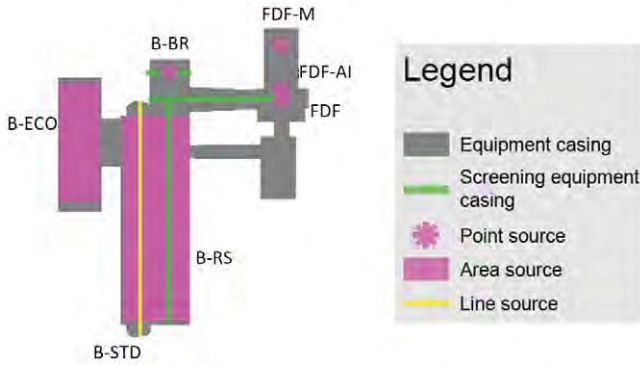 FDF-M
B-BR
FDF-AI
FDF
B-ECO
B-RS
B-STD
Legend
Equipment casing
Screening equipment
casing
Point source
Area source
Line source